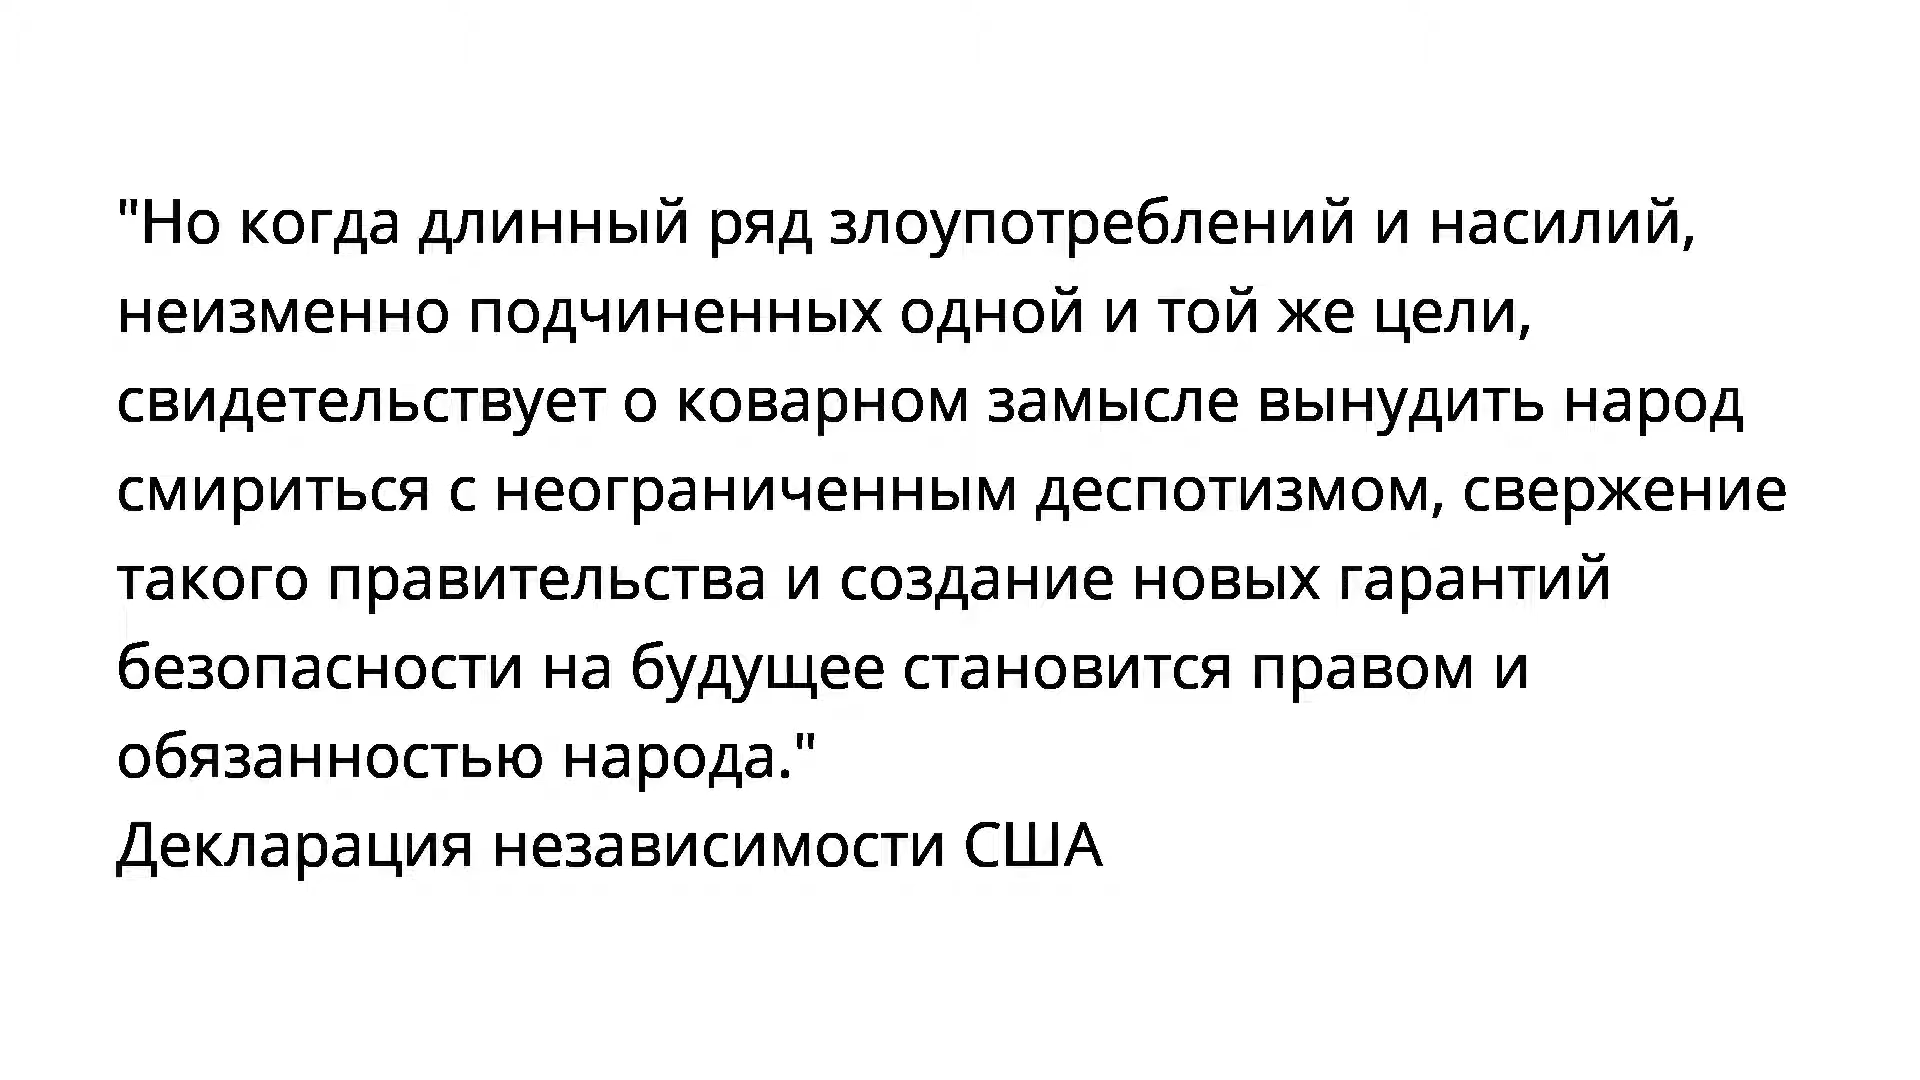 "Но когда длинный ряд злоупотреблений и насилий,
неизменно подчиненных одной и той же цели,
свидетельствует о коварном замысле вынудить народ
смириться с неограниченным деспотизмом, свержение
такого правительства и создание новых гарантий
безопасности на будущее становится правом и
обязанностью народа."
Декларация независимости США